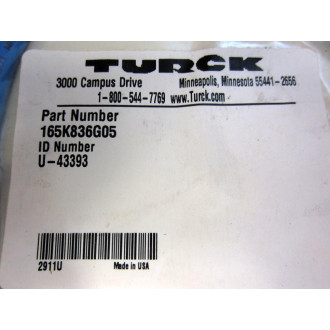 TURCK
3000 Campus Drive Minneapolis, Minnesota 55441-2656
1-800-544-7769 www.Turck.com
Part Number
165K836G05
ID Number
U-43393
2911U Made in USA